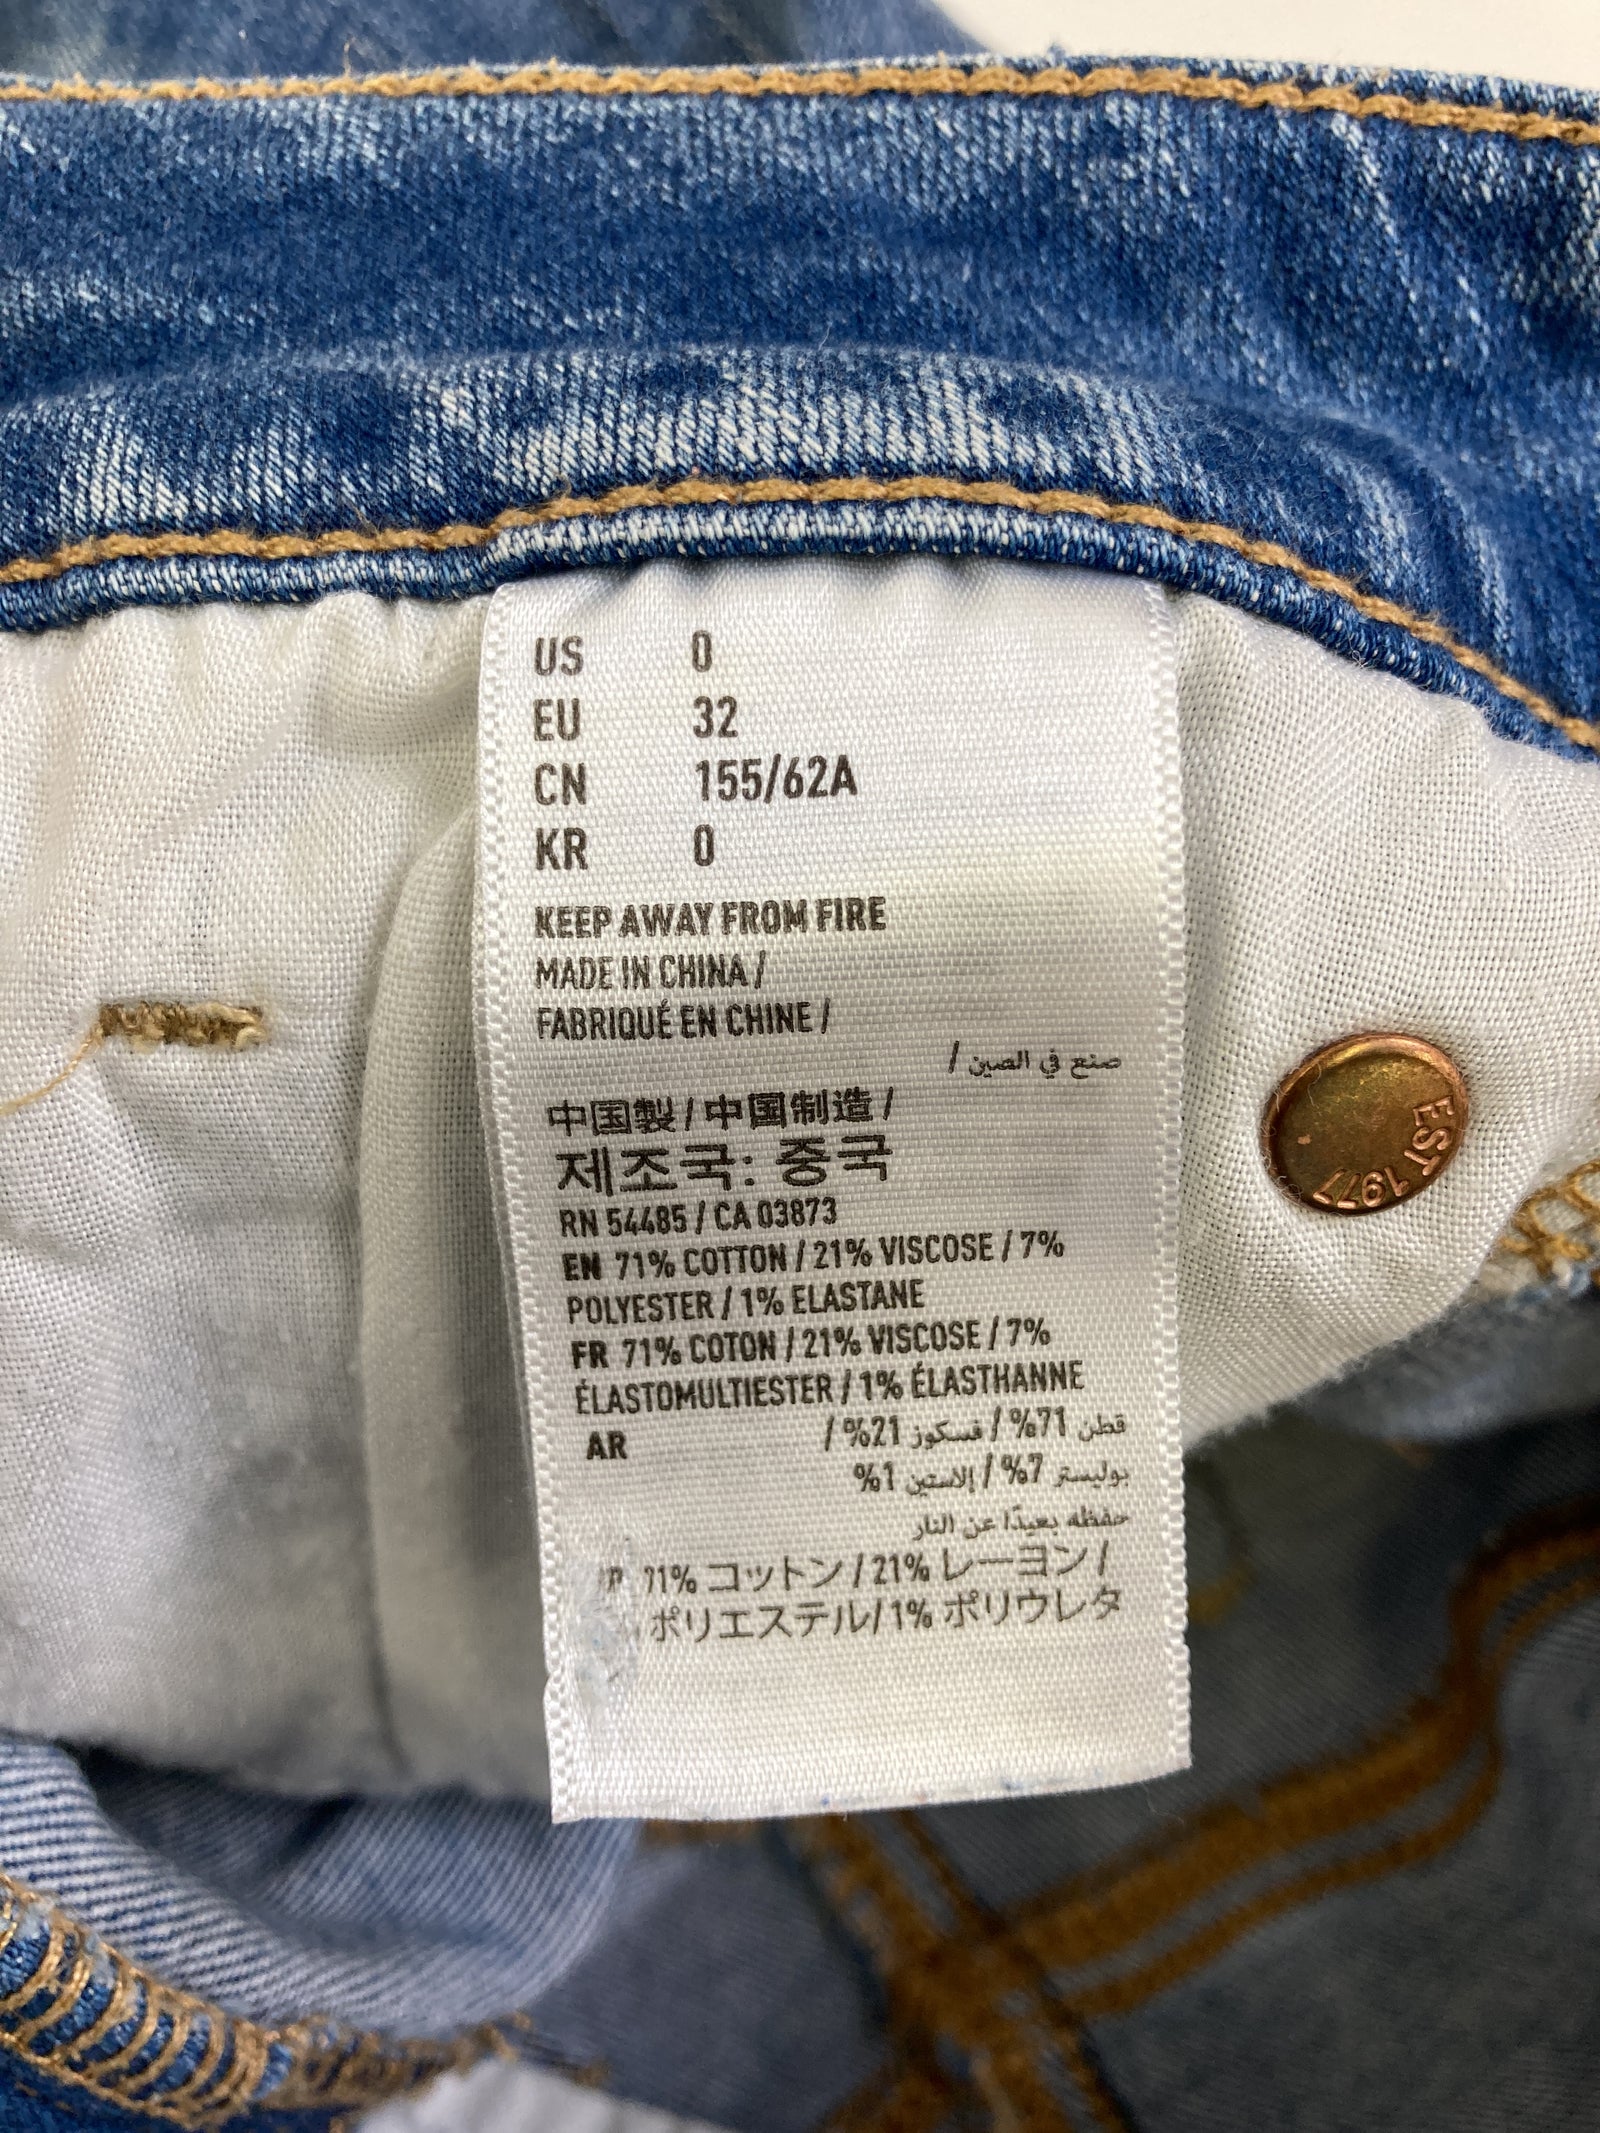 US 0
EU 32
CN 155/62A
KR 0
KEEP AWAY FROM FIRE
MADE IN CHINA /
FABRIQUÉ EN CHINE /
صنع في الصين /
中国製 / 中国制造 /
제조국: 중국
RN 54485 / CA 03873
EN 71% COTTON / 21% VISCOSE / 7%
POLYESTER / 1% ELASTANE
FR 71% COTON / 21% VISCOSE / 7%
ÉLASTOMULTIESTER / 1% ÉLASTHANNE
AR قطن 71% / فسكوز 21% /
بوليستر 7% / إلاستين 1%
حفظه بعيدًا عن النار
71% コットン / 21% レーヨン /
ポリエステル/ 1% ポリウレタ
EST 1977